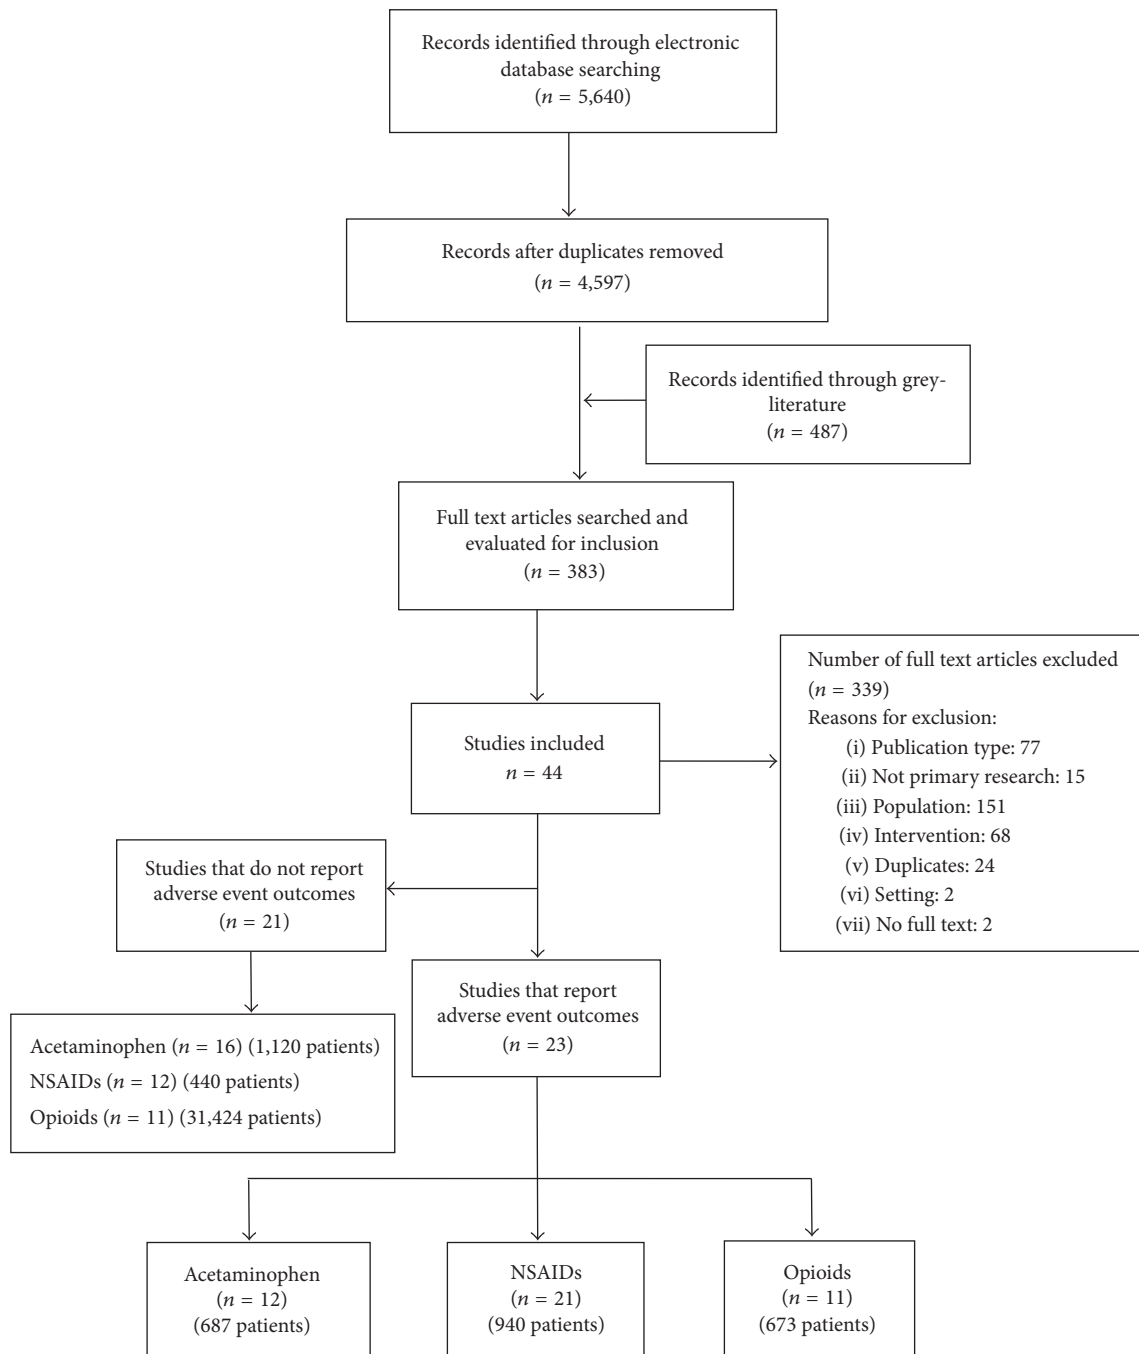 Records identified through electronic
database searching
(n = 5,640)
Records after duplicates removed
(n = 4,597)
Records identified through grey-
literature
(n = 487)
Full text articles searched and
evaluated for inclusion
(n = 383)
Number of full text articles excluded
(n = 339)
Reasons for exclusion:
(i) Publication type: 77
(ii) Not primary research: 15
(iii) Population: 151
(iv) Intervention: 68
(v) Duplicates: 24
(vi) Setting: 2
(vii) No full text: 2
Studies included
n = 44
Studies that do not report
adverse event outcomes
(n = 21)
Studies that report
adverse event outcomes
(n = 23)
Acetaminophen (n = 16) (1,120 patients)
NSAIDs (n = 12) (440 patients)
Opioids (n = 11) (31,424 patients)
Acetaminophen
(n = 12)
(687 patients)
NSAIDs
(n = 21)
(940 patients)
Opioids
(n = 11)
(673 patients)